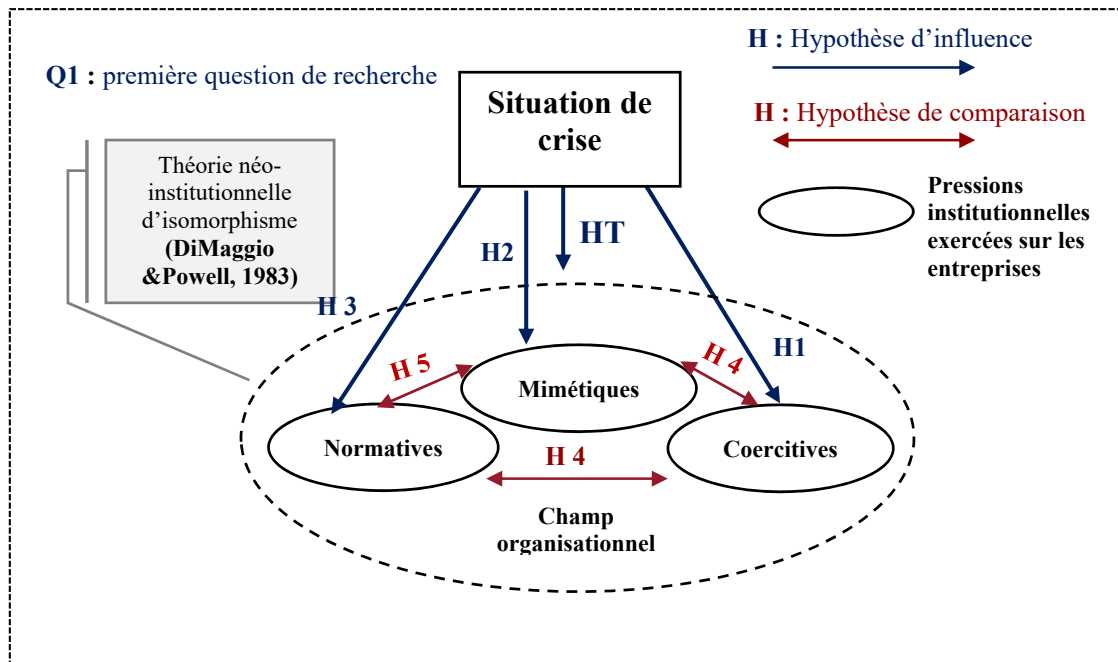 H : Hypothèse d’influence
Q1 : première question de recherche
Situation de
crise
H : Hypothèse de comparaison
Théorie néo-
institutionnelle
d’isomorphisme
(DiMaggio
&Powell, 1983)
Pressions
institutionnelles
exercées sur les
entreprises
HT
H2
H 3
H1
H 5
H 4
Mimétiques
Normatives
H 4
Coercitives
Champ
organisationnel